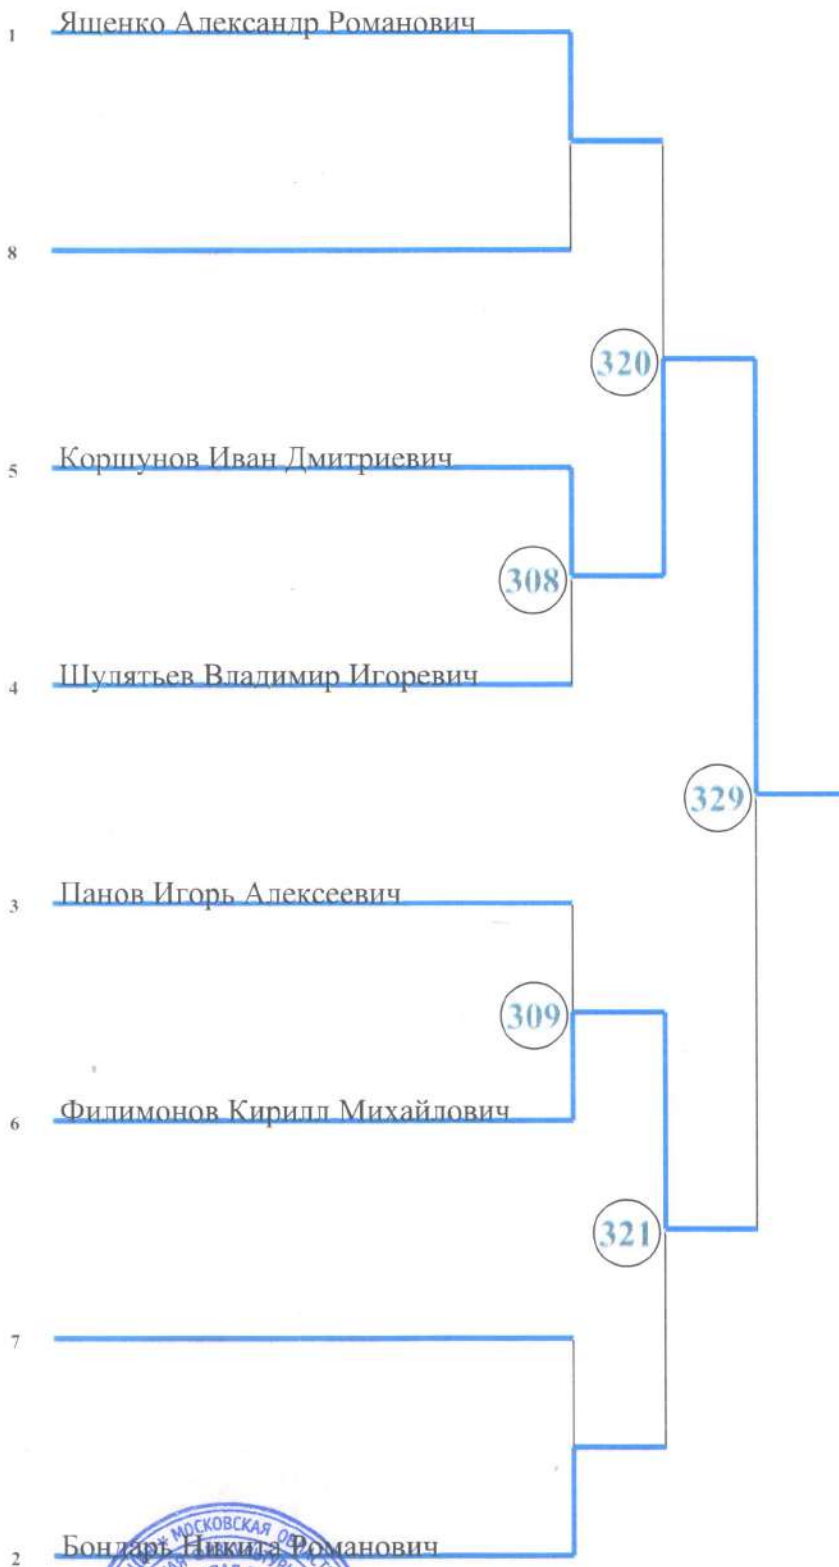 1 Ященко Александр Романович
8
320
5 Коршунов Иван Дмитриевич
308
4 Шулятьев Владимир Игоревич
329
3 Панов Игорь Алексеевич
309
6 Филимонов Кирилл Михайлович
321
7
МОСКОВСКАЯ
2 Бондарь Никита Романович